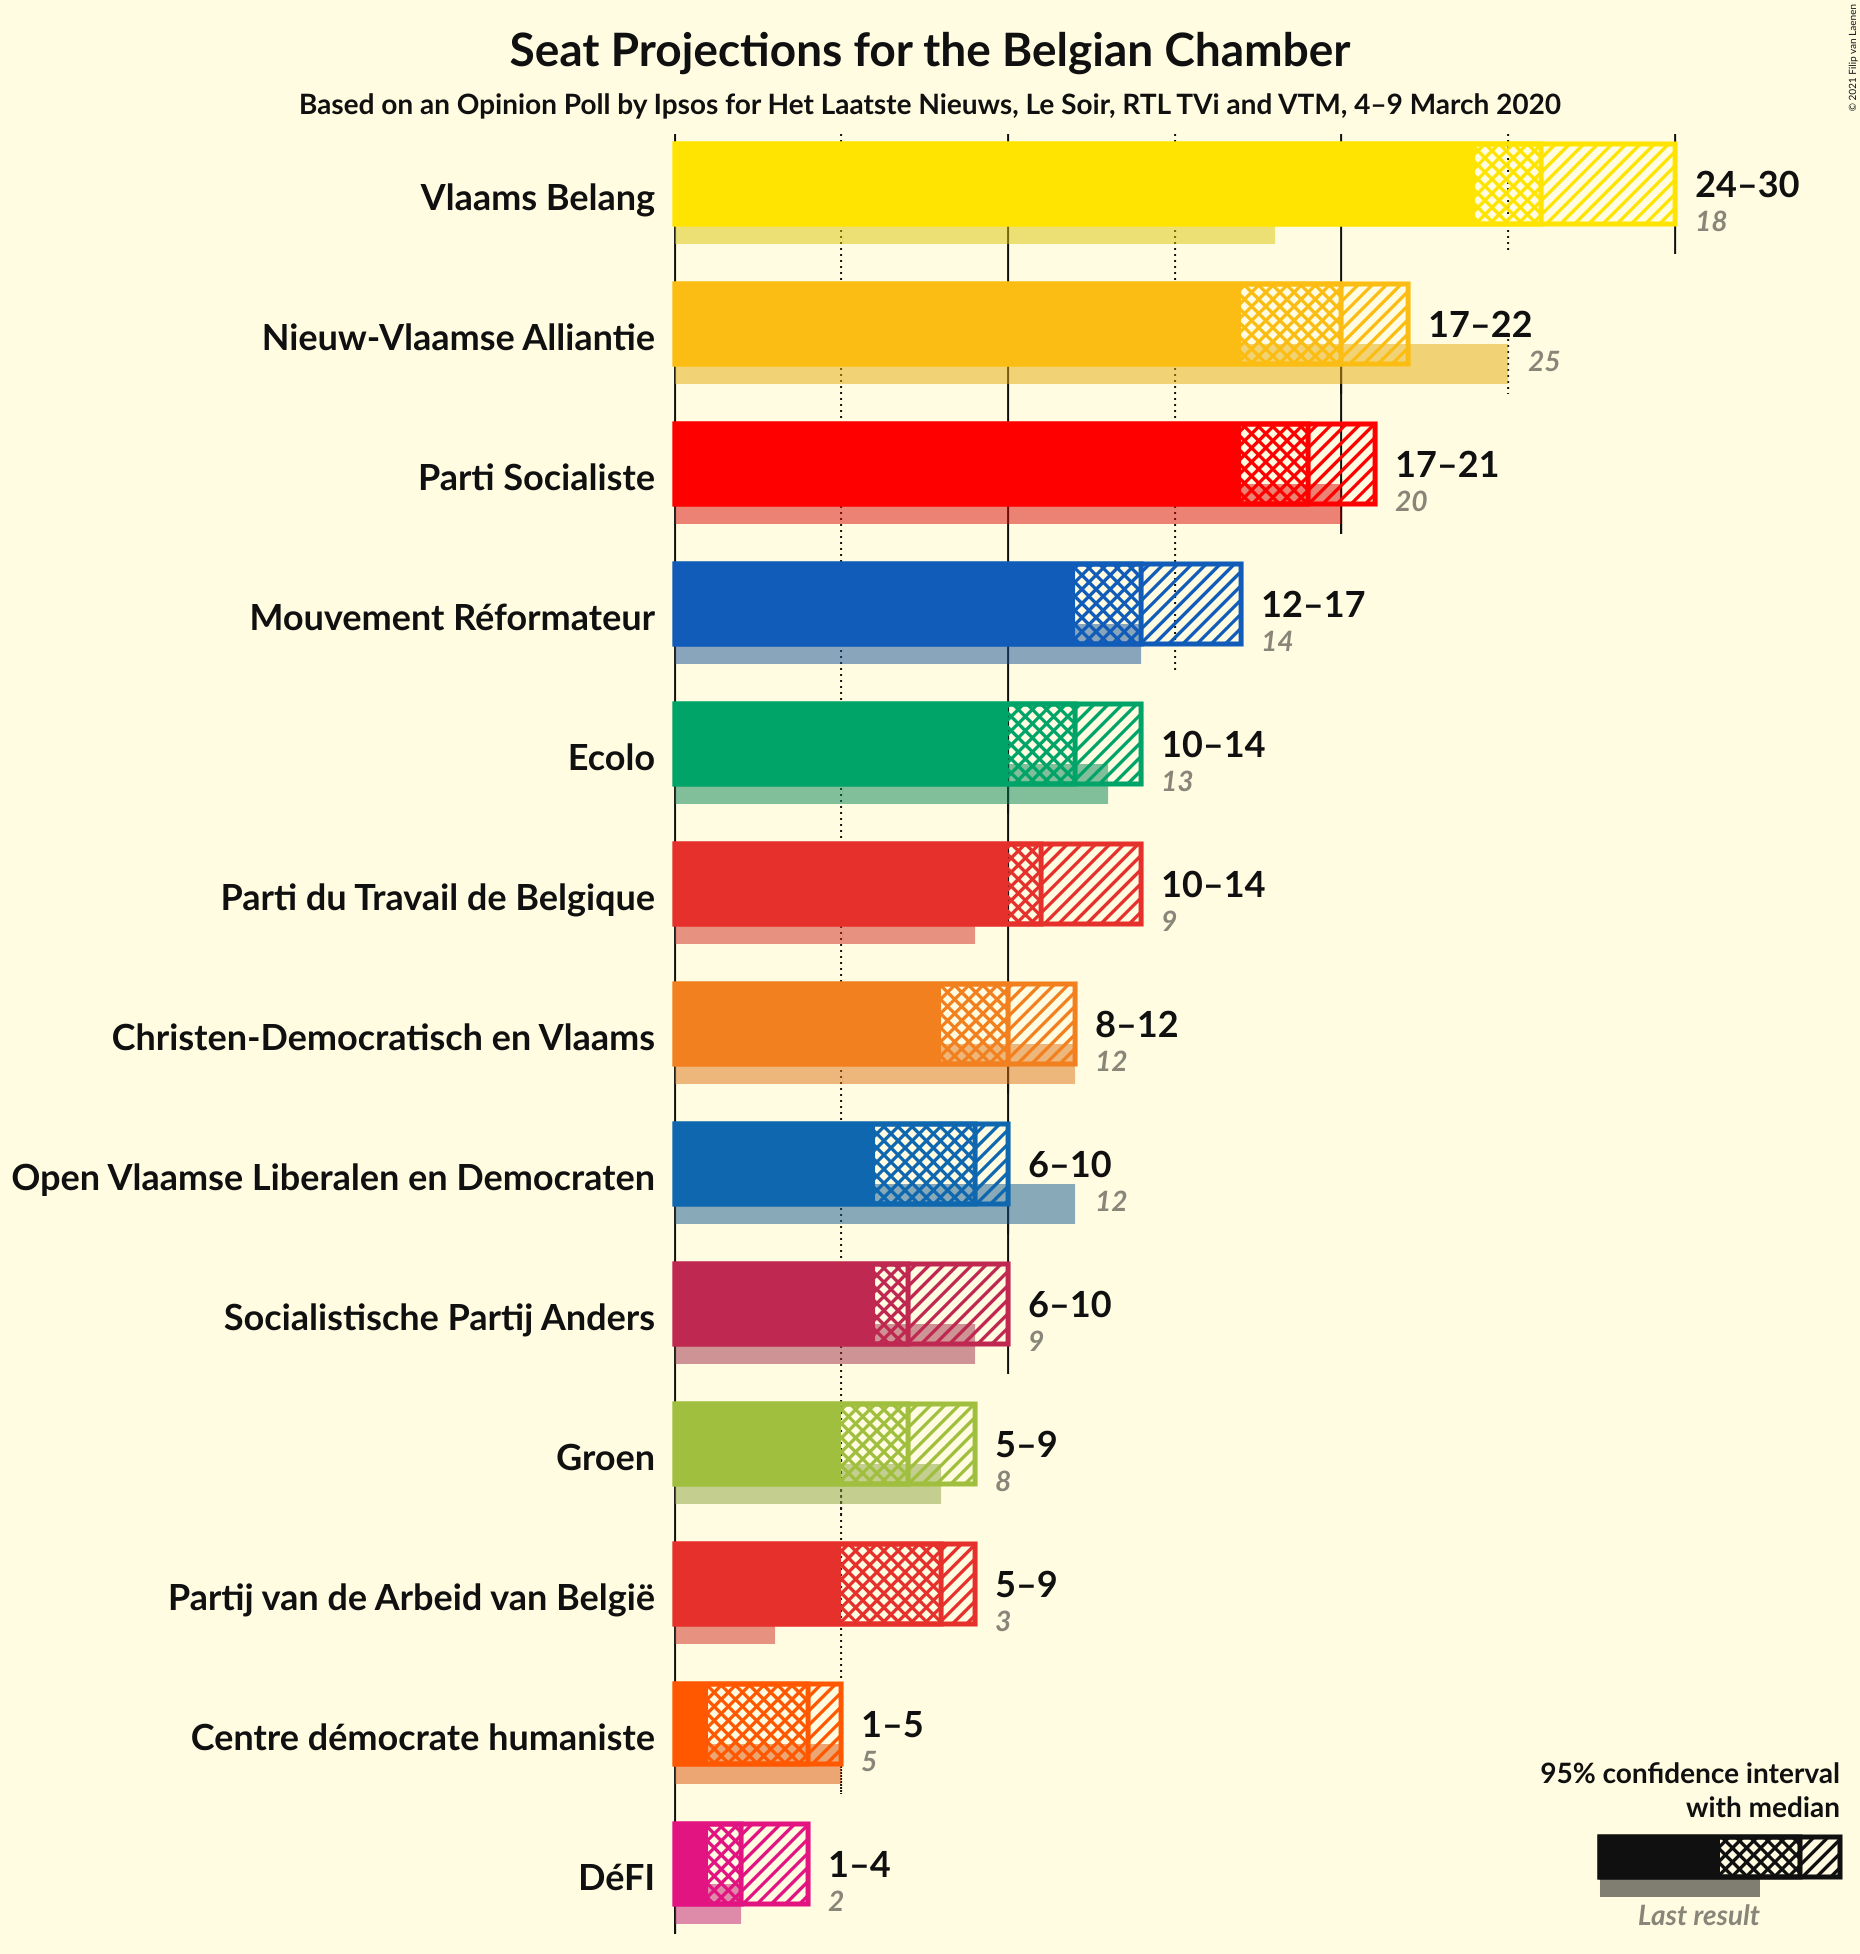 Seat Projections for the Belgian Chamber
Based on an Opinion Poll by Ipsos for Het Laatste Nieuws, Le Soir, RTL TVi and VTM, 4–9 March 2020
© 2021 Filip van Laenen
Vlaams Belang
24–30
18
Nieuw-Vlaamse Alliantie
17–22
25
Parti Socialiste
17–21
20
Mouvement Réformateur
12–17
14
Ecolo
10–14
13
Parti du Travail de Belgique
10–14
9
Christen-Democratisch en Vlaams
8–12
12
Open Vlaamse Liberalen en Democraten
6–10
12
Socialistische Partij Anders
6–10
9
Groen
5–9
8
Partij van de Arbeid van België
5–9
3
Centre démocrate humaniste
1–5
5
DéFI
1–4
2
95% confidence interval
with median
Last result